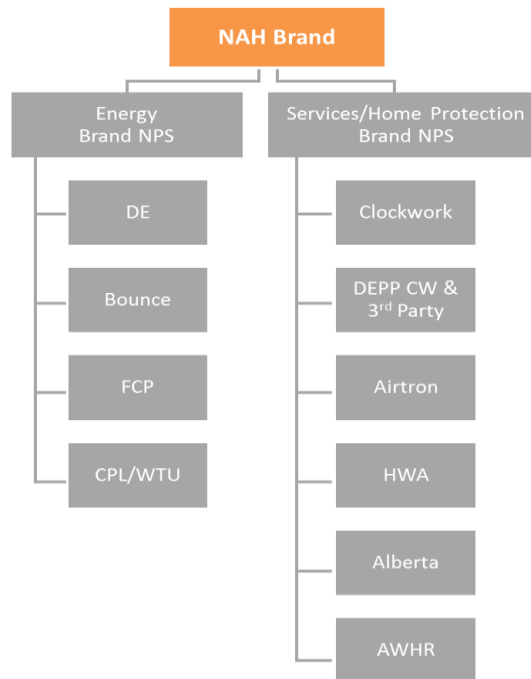 NAH Brand
Energy
Brand NPS
DE
Bounce
FCP
CPL/WTU
Services/Home Protection
Brand NPS
Clockwork
DEPP CW &
3rd Party
Airtron
HWA
Alberta
AWHR